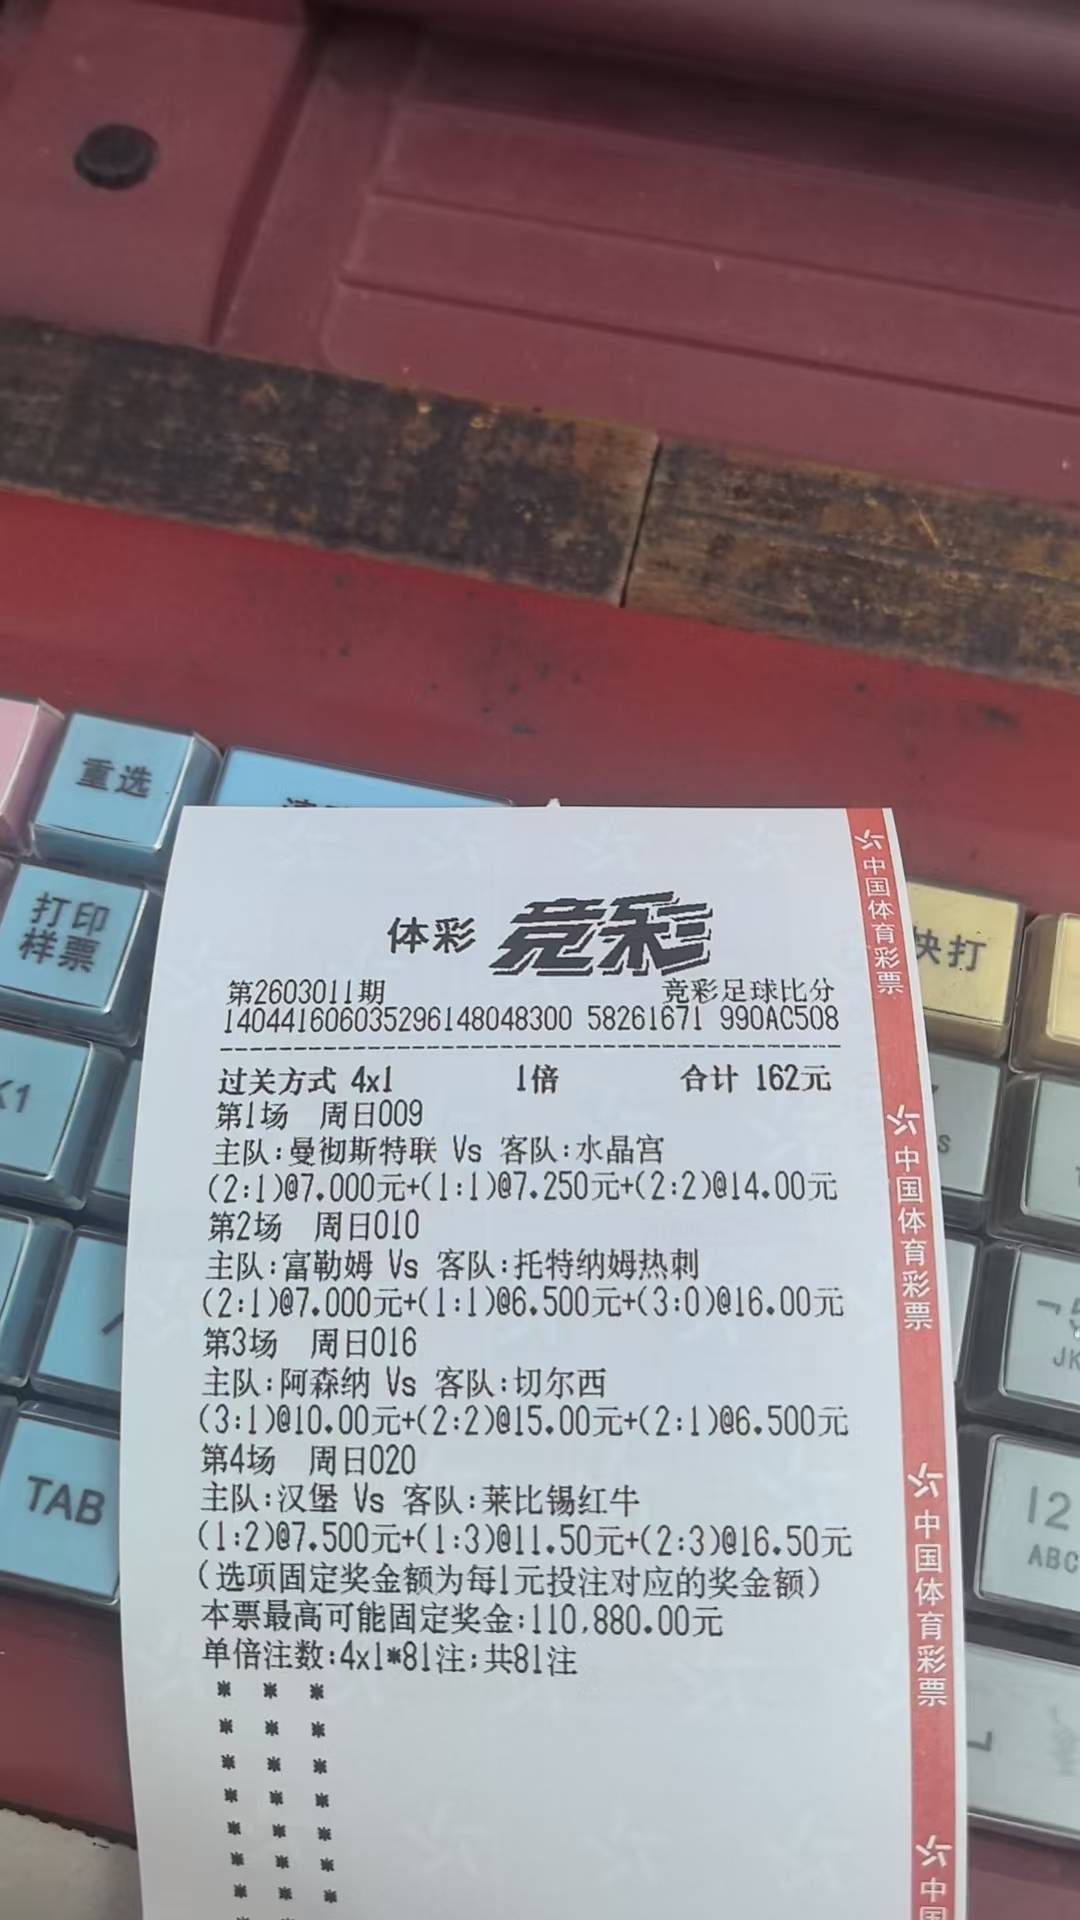 重选
打印
样票
K1
TAB
快打
JK
12
ABC
体彩 竞彩
第2603011期 竞彩足球比分
140441606035296148048300 58261671 990AC508
过关方式 4x1 1倍 合计 162元
第1场 周日009
主队:曼彻斯特联 Vs 客队:水晶宫
(2:1)@7.000元+(1:1)@7.250元+(2:2)@14.00元
第2场 周日010
主队:富勒姆 Vs 客队:托特纳姆热刺
(2:1)@7.000元+(1:1)@6.500元+(3:0)@16.00元
第3场 周日016
主队:阿森纳 Vs 客队:切尔西
(3:1)@10.00元+(2:2)@15.00元+(2:1)@6.500元
第4场 周日020
主队:汉堡 Vs 客队:莱比锡红牛
(1:2)@7.500元+(1:3)@11.50元+(2:3)@16.50元
(选项固定奖金额为每1元投注对应的奖金额)
本票最高可能固定奖金:110,880.00元
单倍注数:4x1*81注;共81注
* * *
* * *
* * *
* * *
* * *
* * *
* * *
中国体育彩票
中国体育彩票
中国体育彩票
中国